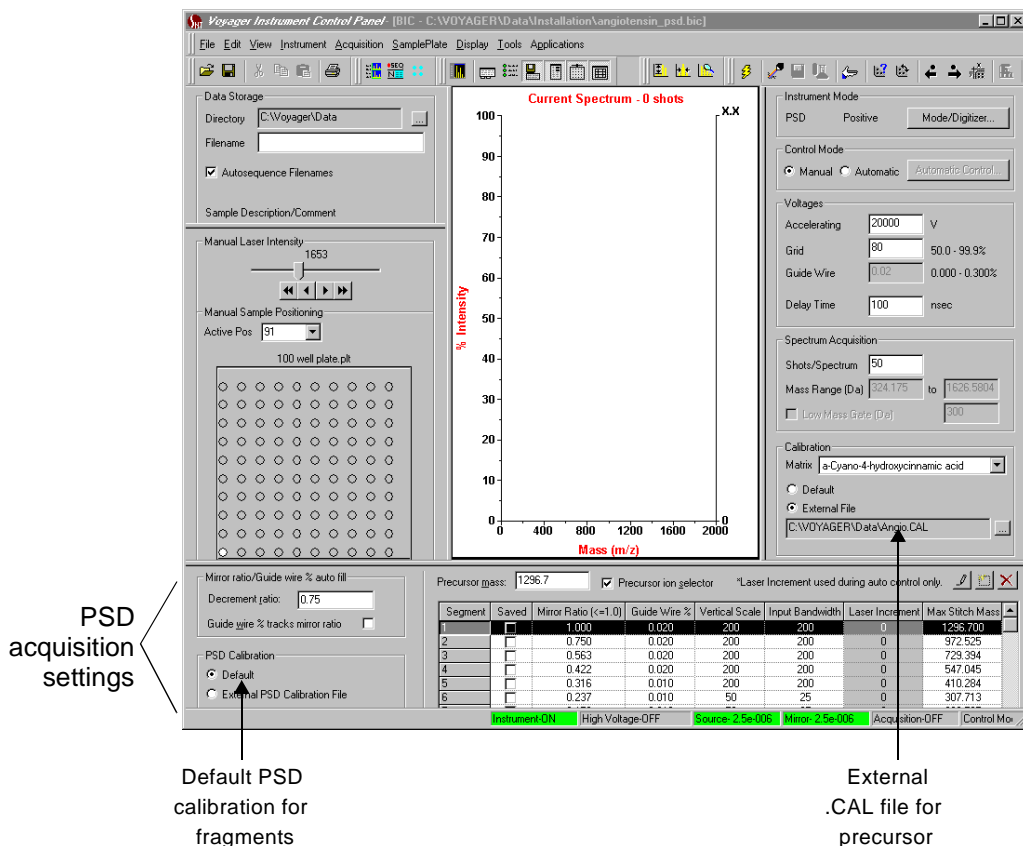 Voyager Instrument Control Panel - [BIC - C:\VOYAGER\Data\Installation\angiotensin_psd.bic]
File Edit View Instrument Acquisition SamplePlate Display Tools Applications
Data Storage
Directory C:\Voyager\Data ...
Filename
Autosequence Filenames
Sample Description/Comment
Manual Laser Intensity
1653
Manual Sample Positioning
Active Pos 91
100 well plate.plt
Current Spectrum - 0 shots
X.X
100
90
80
70
60
50
40
30
20
10
0
% Intensity
0
0 400 800 1200 1600 2000
Mass (m/z)
Instrument Mode
PSD Positive Mode/Digitizer...
Control Mode
Manual Automatic Automatic Control...
Voltages
Accelerating 20000 V
Grid 80 50.0 - 99.9%
Guide Wire 0.02 0.000 - 0.300%
Delay Time 100 nsec
Spectrum Acquisition
Shots/Spectrum 50
Mass Range (Da) 324.175 to 1626.5804
Low Mass Gate (Da) 300
Calibration
Matrix a-Cyano-4-hydroxycinnamic acid
Default
External File
C:\VOYAGER\Data\Angio.CAL ...
PSD
acquisition
settings
Mirror ratio/Guide wire % auto fill
Decrement ratio: 0.75
Guide wire % tracks mirror ratio
PSD Calibration
Default
External PSD Calibration File
Precursor mass: 1296.7 Precursor ion selector *Laser Increment used during auto control only.
Segment Saved Mirror Ratio (<=1.0) Guide Wire % Vertical Scale Input Bandwidth Laser Increment Max Stitch Mass
1 1.000 0.020 200 200 0 1296.700
2 0.750 0.020 200 200 0 972.525
3 0.563 0.020 200 200 0 729.394
4 0.422 0.020 200 200 0 547.045
5 0.316 0.010 200 200 0 410.284
6 0.237 0.010 50 25 0 307.713
Instrument-ON High Voltage-OFF Source- 2.5e-006 Mirror- 2.5e-006 Acquisition-OFF Control Mo
Default PSD
calibration for
fragments
External
.CAL file for
precursor